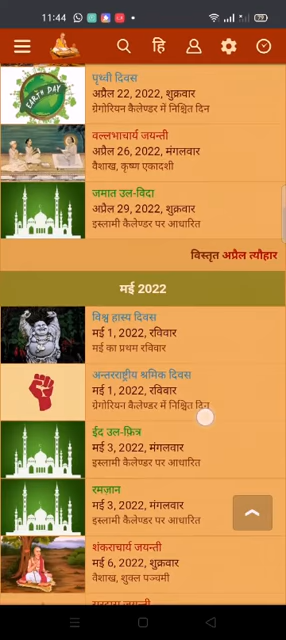 11:44
79
हि
EARTH DAY
पृथ्वी दिवस
अप्रैल 22, 2022, शुक्रवार
ग्रेगोरियन कैलेण्डर में निश्चित दिन
वल्लभाचार्य जयन्ती
अप्रैल 26, 2022, मंगलवार
वैशाख, कृष्ण एकादशी
जमात उल-विदा
अप्रैल 29, 2022, शुक्रवार
इस्लामी कैलेण्डर पर आधारित
विस्तृत अप्रैल त्यौहार
मई 2022
विश्व हास्य दिवस
मई 1, 2022, रविवार
मई का प्रथम रविवार
अन्तरराष्ट्रीय श्रमिक दिवस
मई 1, 2022, रविवार
ग्रेगोरियन कैलेण्डर में निश्चित दिन
ईद उल-फ़ित्र
मई 3, 2022, मंगलवार
इस्लामी कैलेण्डर पर आधारित
रमज़ान
मई 3, 2022, मंगलवार
इस्लामी कैलेण्डर पर आधारित
शंकराचार्य जयन्ती
मई 6, 2022, शुक्रवार
वैशाख, शुक्ल पञ्चमी